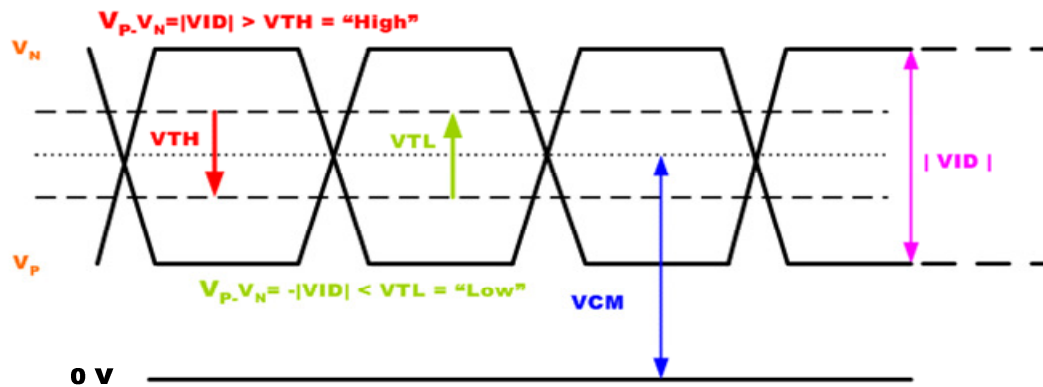 VP-VN=|VID| > VTH = “High”
VN
VTH
VTL
| VID |
VP
VP-VN= -|VID| < VTL = “Low”
VCM
0 V